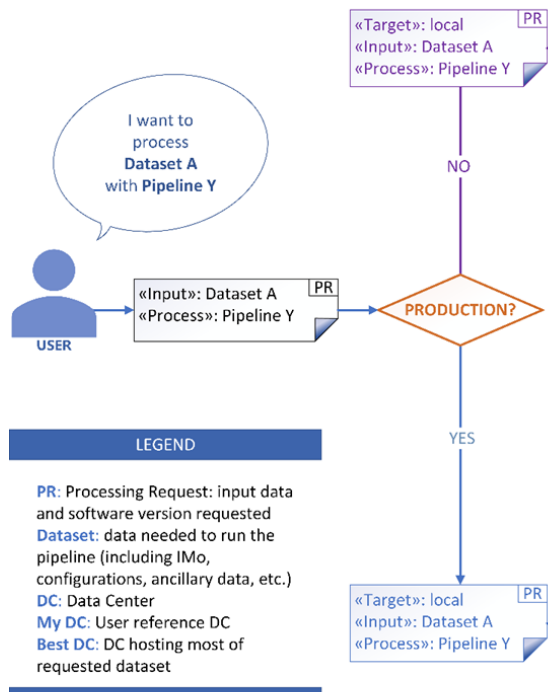 «Target»: local
PR
«Input»: Dataset A
«Process»: Pipeline Y
I want to
process
Dataset A
with Pipeline Y
NO
«Input»: Dataset A
PR
«Process»: Pipeline Y
PRODUCTION?
USER
YES
LEGEND
PR: Processing Request: input data
and software version requested
Dataset: data needed to run the
pipeline (including IMo,
configurations, ancillary data, etc.)
DC: Data Center
My DC: User reference DC
Best DC: DC hosting most of
requested dataset
«Target»: local
PR
«Input»: Dataset A
«Process»: Pipeline Y